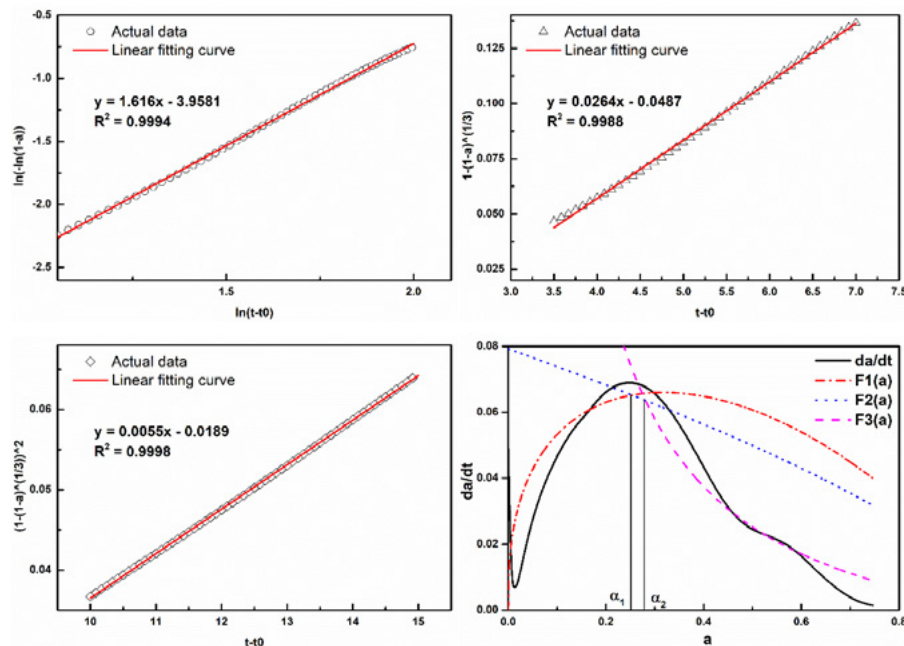 -0.5
Actual data
Linear fitting curve
-1.0
y = 1.616x - 3.9581
R² = 0.9994
-1.5
-2.0
-2.5
ln(-ln(1-a))
1.5
2.0
ln(t-t0)
0.125
Actual data
Linear fitting curve
0.100
y = 0.0264x - 0.0487
R² = 0.9988
0.075
0.050
0.025
1-(1-a)^(1/3)
3.0 3.5 4.0 4.5 5.0 5.5 6.0 6.5 7.0 7.5
t-t0
Actual data
Linear fitting curve
0.06
y = 0.0055x - 0.0189
R² = 0.9998
0.05
0.04
(1-(1-a)^(1/3))^2
10 11 12 13 14 15
t-t0
0.08
da/dt
F1(a)
F2(a)
F3(a)
0.06
0.04
0.02
0.00
da/dt
α₁
α₂
0.0 0.2 0.4 0.6 0.8
a